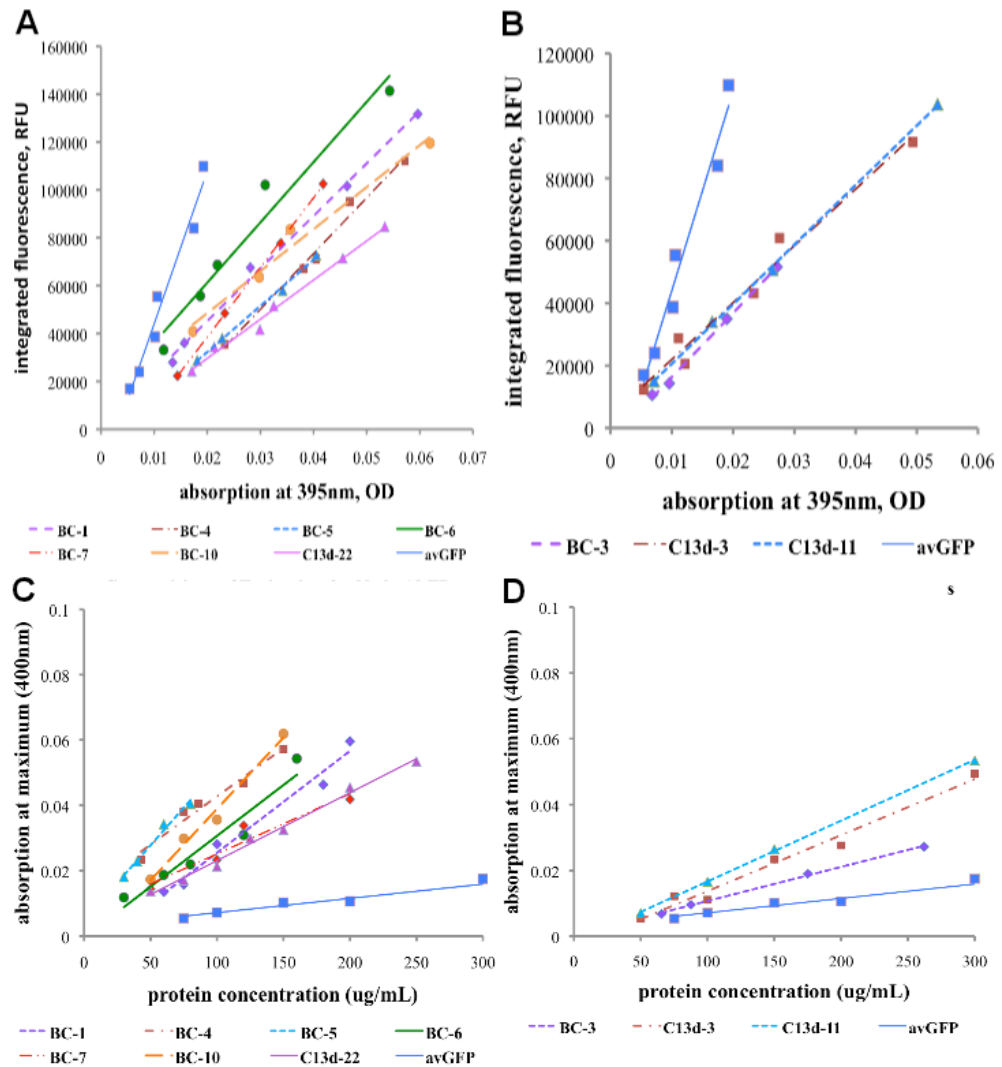 A
integrated fluorescence, RFU
160000
140000
120000
100000
80000
60000
40000
20000
0
0 0.01 0.02 0.03 0.04 0.05 0.06 0.07
absorption at 395nm, OD
BC-1 BC-4 BC-5 BC-6
BC-7 BC-10 C13d-22 avGFP
B
integrated fluorescence, RFU
120000
100000
80000
60000
40000
20000
0
0 0.01 0.02 0.03 0.04 0.05 0.06
absorption at 395nm, OD
BC-3 C13d-3 C13d-11 avGFP
C
absorption at maximum (400nm)
0.1
0.08
0.06
0.04
0.02
0
0 50 100 150 200 250 300
protein concentration (ug/mL)
BC-1 BC-4 BC-5 BC-6
BC-7 BC-10 C13d-22 avGFP
D
s
absorption at maximum (400nm)
0.1
0.08
0.06
0.04
0.02
0
0 50 100 150 200 250 300
protein concentration (ug/mL)
BC-3 C13d-3 C13d-11 avGFP